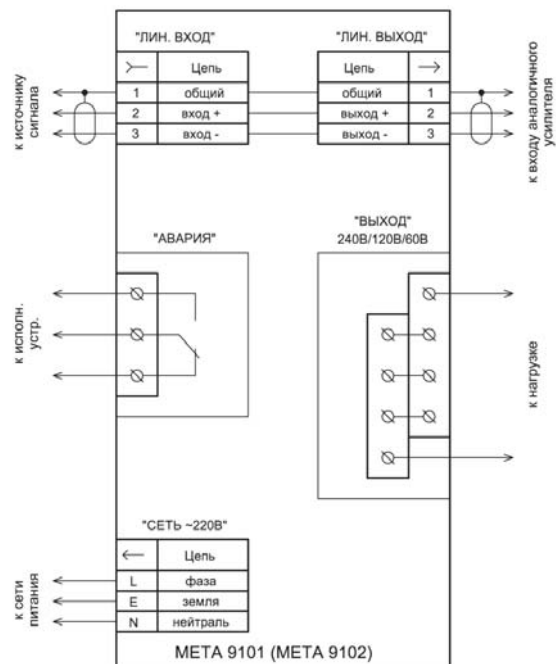 "ЛИН. ВХОД"
"ЛИН. ВЫХОД"
Цепь
Цепь
1 общий
общий 1
2 вход +
выход + 2
3 вход -
выход - 3
к источнику
сигнала
к входу аналогичного
усилителя
"АВАРИЯ"
"ВЫХОД"
240В/120В/60В
к исполн.
устр.
к нагрузке
"СЕТЬ ~220В"
Цепь
L фаза
E земля
N нейтраль
к сети
питания
МЕТА 9101 (МЕТА 9102)